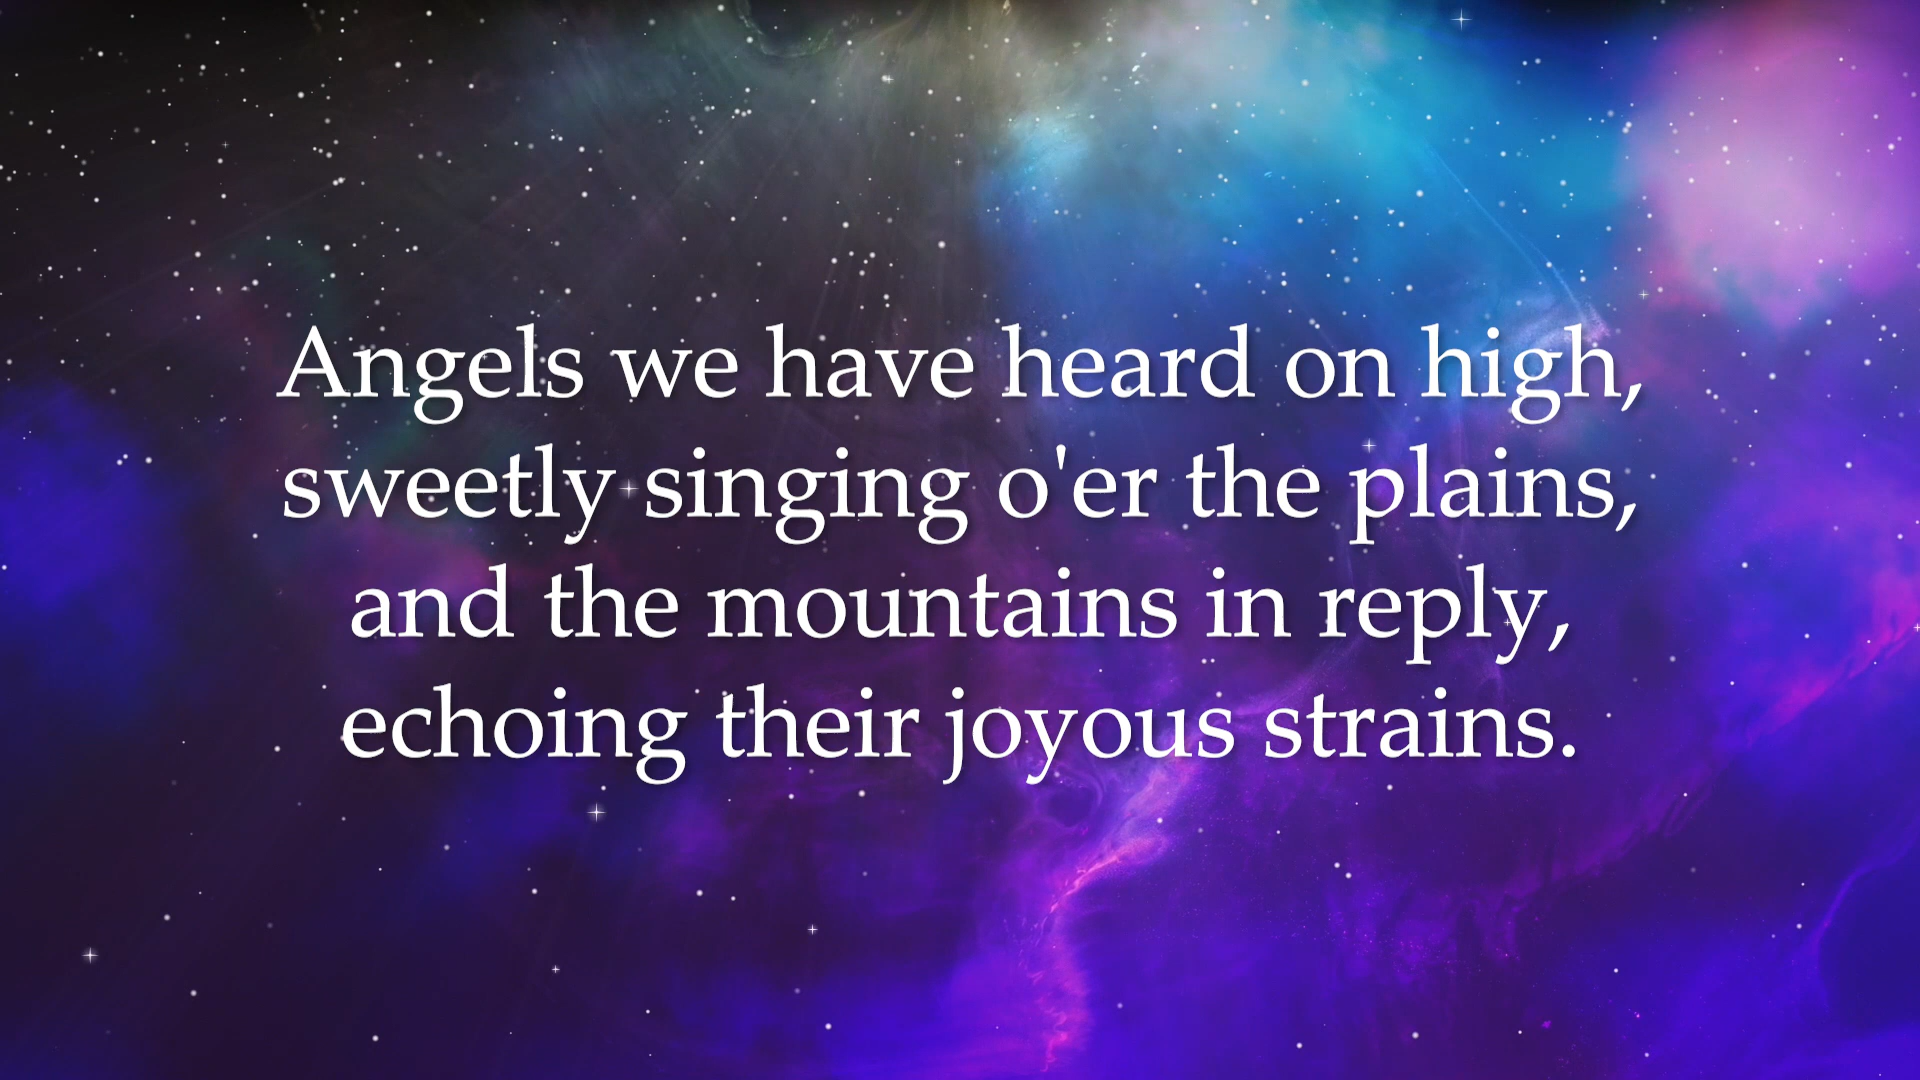 Angels we have heard on high,
sweetly singing o'er the plains,
and the mountains in reply,
echoing their joyous strains.